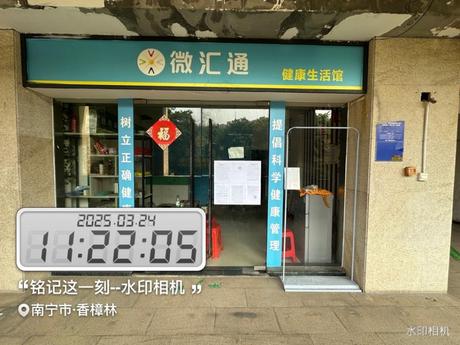 微汇通
健康生活馆
树立正确健
福
提倡科学健康管理
2025.03.24
11:22:05
“铭记这一刻--水印相机”
南宁市·香樟林
水印相机